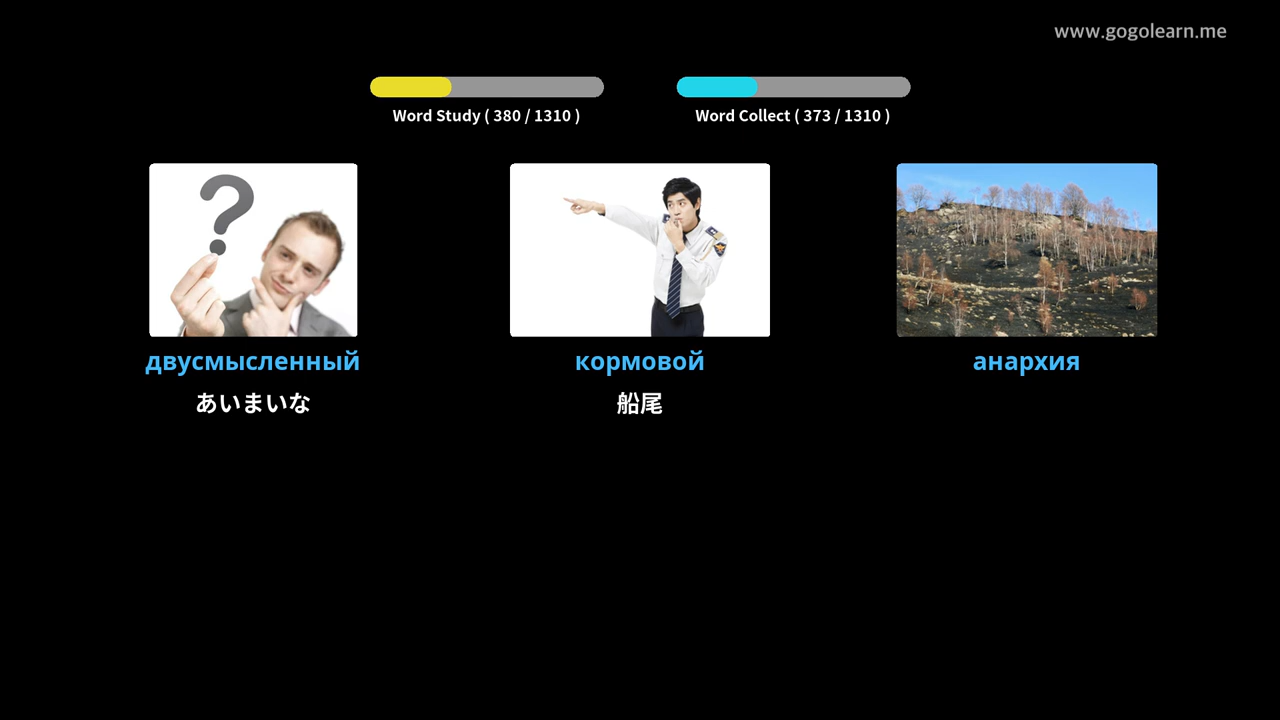 www.gogolearn.me
Word Study ( 380 / 1310 )
Word Collect ( 373 / 1310 )
двусмысленный
кормовой
анархия
あいまいな
船尾